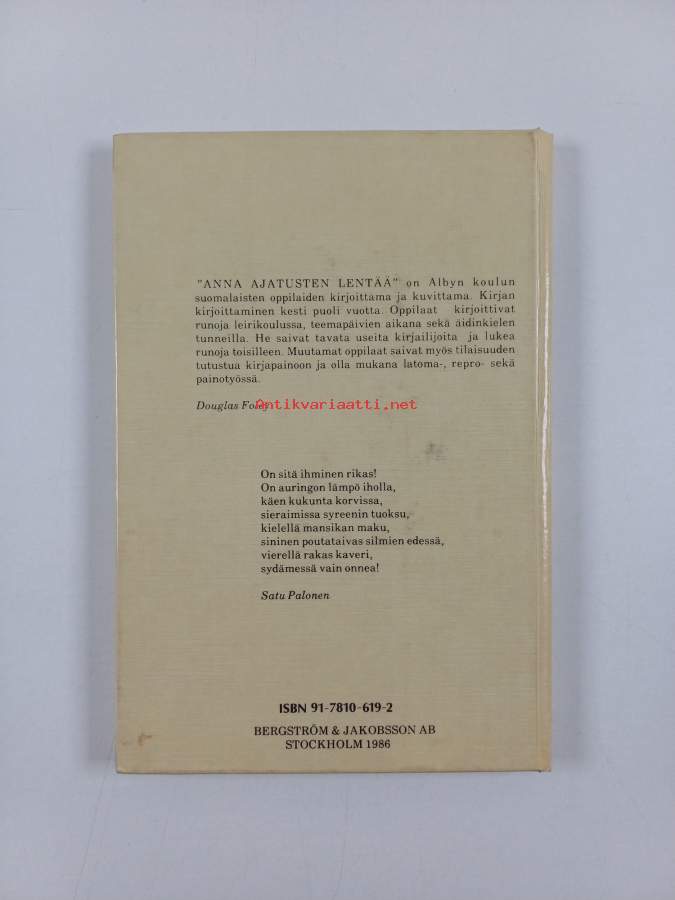 "ANNA AJATUSTEN LENTÄÄ" on Albyn koulun
suomalaisten oppilaiden kirjoittama ja kuvittama. Kirjan
kirjoittaminen kesti puoli vuotta. Oppilaat kirjoittivat
runoja leirikoulussa, teemapäivien aikana sekä äidinkielen
tunneilla. He saivat tavata useita kirjailijoita ja lukea
runoja toisilleen. Muutamat oppilaat saivat myös tilaisuuden
tutustua kirjapainoon ja olla mukana latoma-, repro- sekä
painotyössä.
Douglas
Antikvariaatti.net
On sitä ihminen rikas!
On auringon lämpö iholla,
käen kukunta korvissa,
sieraimissa syreenin tuoksu,
kielellä mansikan maku,
sininen poutataivas silmien edessä,
vierellä rakas kaveri,
sydämessä vain onnea!
Satu Palonen
ISBN 91-7810-619-2
BERGSTRÖM & JAKOBSSON AB
STOCKHOLM 1986